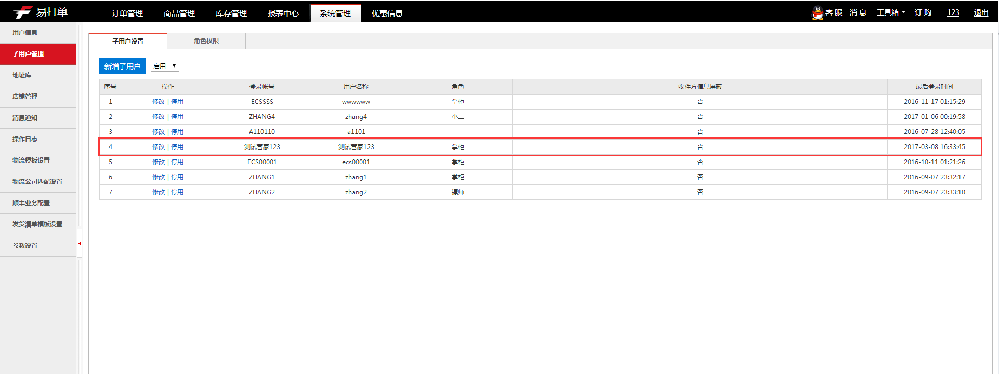 易打单 订单管理 商品管理 库存管理 报表中心 系统管理 优惠信息 客 服 消 息 工具箱 订 购 123 退出
用户信息
子用户管理
地址库
店铺管理
消息通知
操作日志
物流模板设置
物流公司匹配设置
顺丰业务配置
发货清单模板设置
参数设置
子用户设置 角色权限
新增子用户 启用
序号 操作 登录帐号 用户名称 角色 收件方信息屏蔽 最后登录时间
1 修改 | 停用 ECSSSS wwwwww 掌柜 否 2016-11-17 01:15:29
2 修改 | 停用 ZHANG4 zhang4 小二 否 2017-01-06 00:19:58
3 修改 | 停用 A110110 a1101 - 否 2016-07-28 12:40:05
4 修改 | 停用 测试管家123 测试管家123 掌柜 否 2017-03-08 16:33:45
5 修改 | 停用 ECS00001 ecs00001 掌柜 否 2016-10-11 01:21:26
6 修改 | 停用 ZHANG1 zhang1 掌柜 否 2016-09-07 23:32:17
7 修改 | 停用 ZHANG2 zhang2 镖师 否 2016-09-07 23:33:10